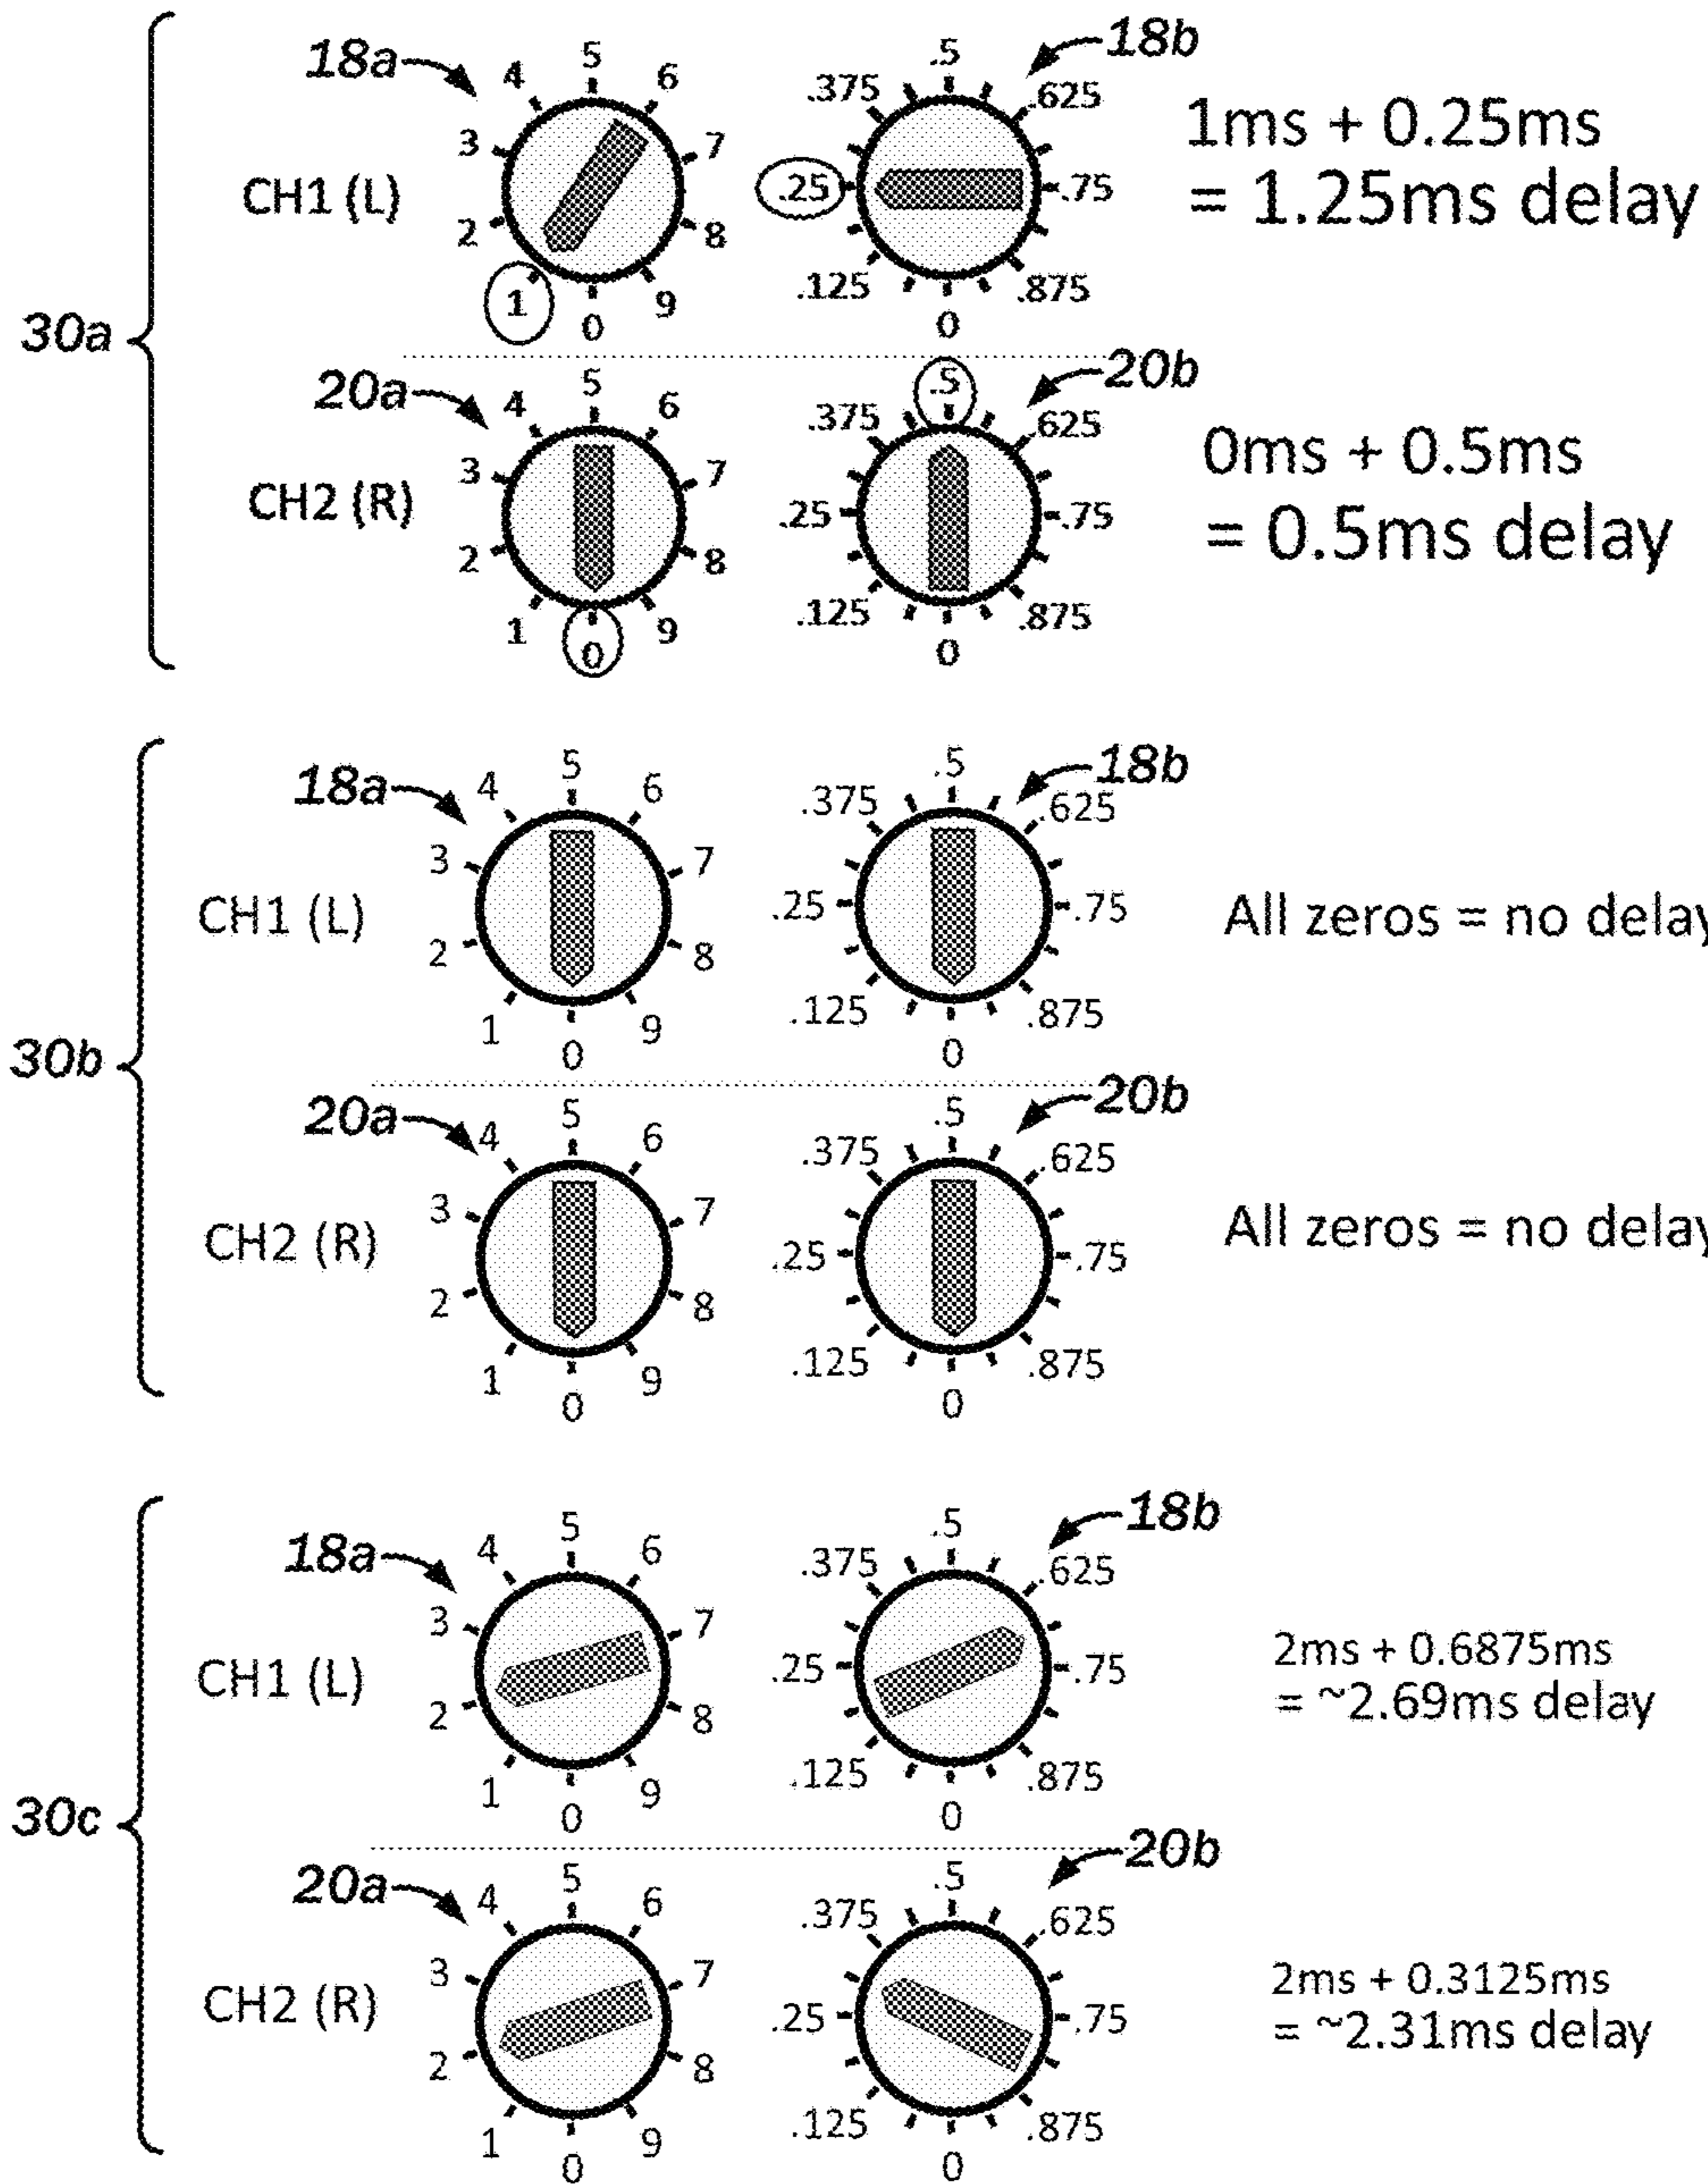 30a
18a
4 5 6
3 7
CH1 (L)
2 8
1 0 9
18b
.5
.375 .625
.25 .75
.125 .875
0
1ms + 0.25ms
= 1.25ms delay
20a
4 5 6
3 7
CH2 (R)
2 8
1 0 9
20b
.5
.375 .625
.25 .75
.125 .875
0
0ms + 0.5ms
= 0.5ms delay
30b
18a
4 5 6
3 7
CH1 (L)
2 8
1 0 9
18b
.5
.375 .625
.25 .75
.125 .875
0
All zeros = no delay
20a
4 5 6
3 7
CH2 (R)
2 8
1 0 9
20b
.5
.375 .625
.25 .75
.125 .875
0
All zeros = no delay
30c
18a
4 5 6
3 7
CH1 (L)
2 8
1 0 9
18b
.5
.375 .625
.25 .75
.125 .875
0
2ms + 0.6875ms
= ~2.69ms delay
20a
4 5 6
3 7
CH2 (R)
2 8
1 0 9
20b
.5
.375 .625
.25 .75
.125 .875
0
2ms + 0.3125ms
= ~2.31ms delay